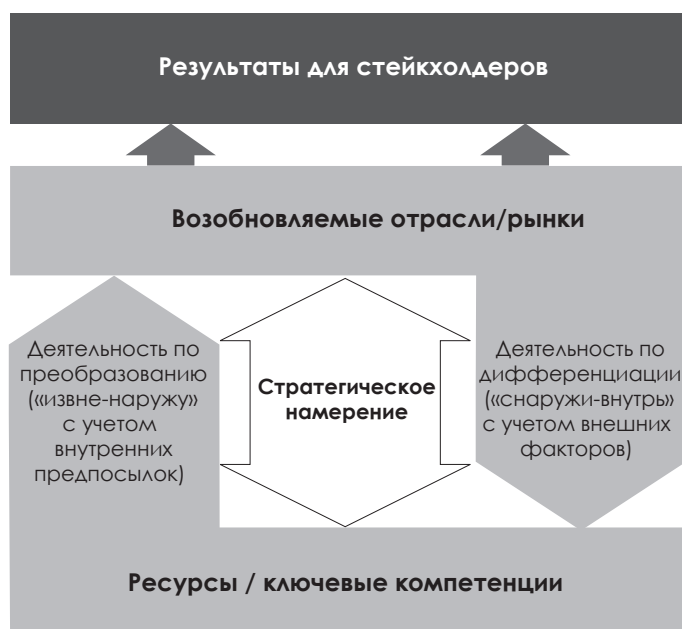 Результаты для стейкхолдеров
Возобновляемые отрасли/рынки
Деятельность по
преобразованию
(«извне-наружу»
с учетом
внутренних
предпосылок)
Стратегическое
намерение
Деятельность по
дифференциации
(«снаружи-внутрь»
с учетом внешних
факторов)
Ресурсы / ключевые компетенции